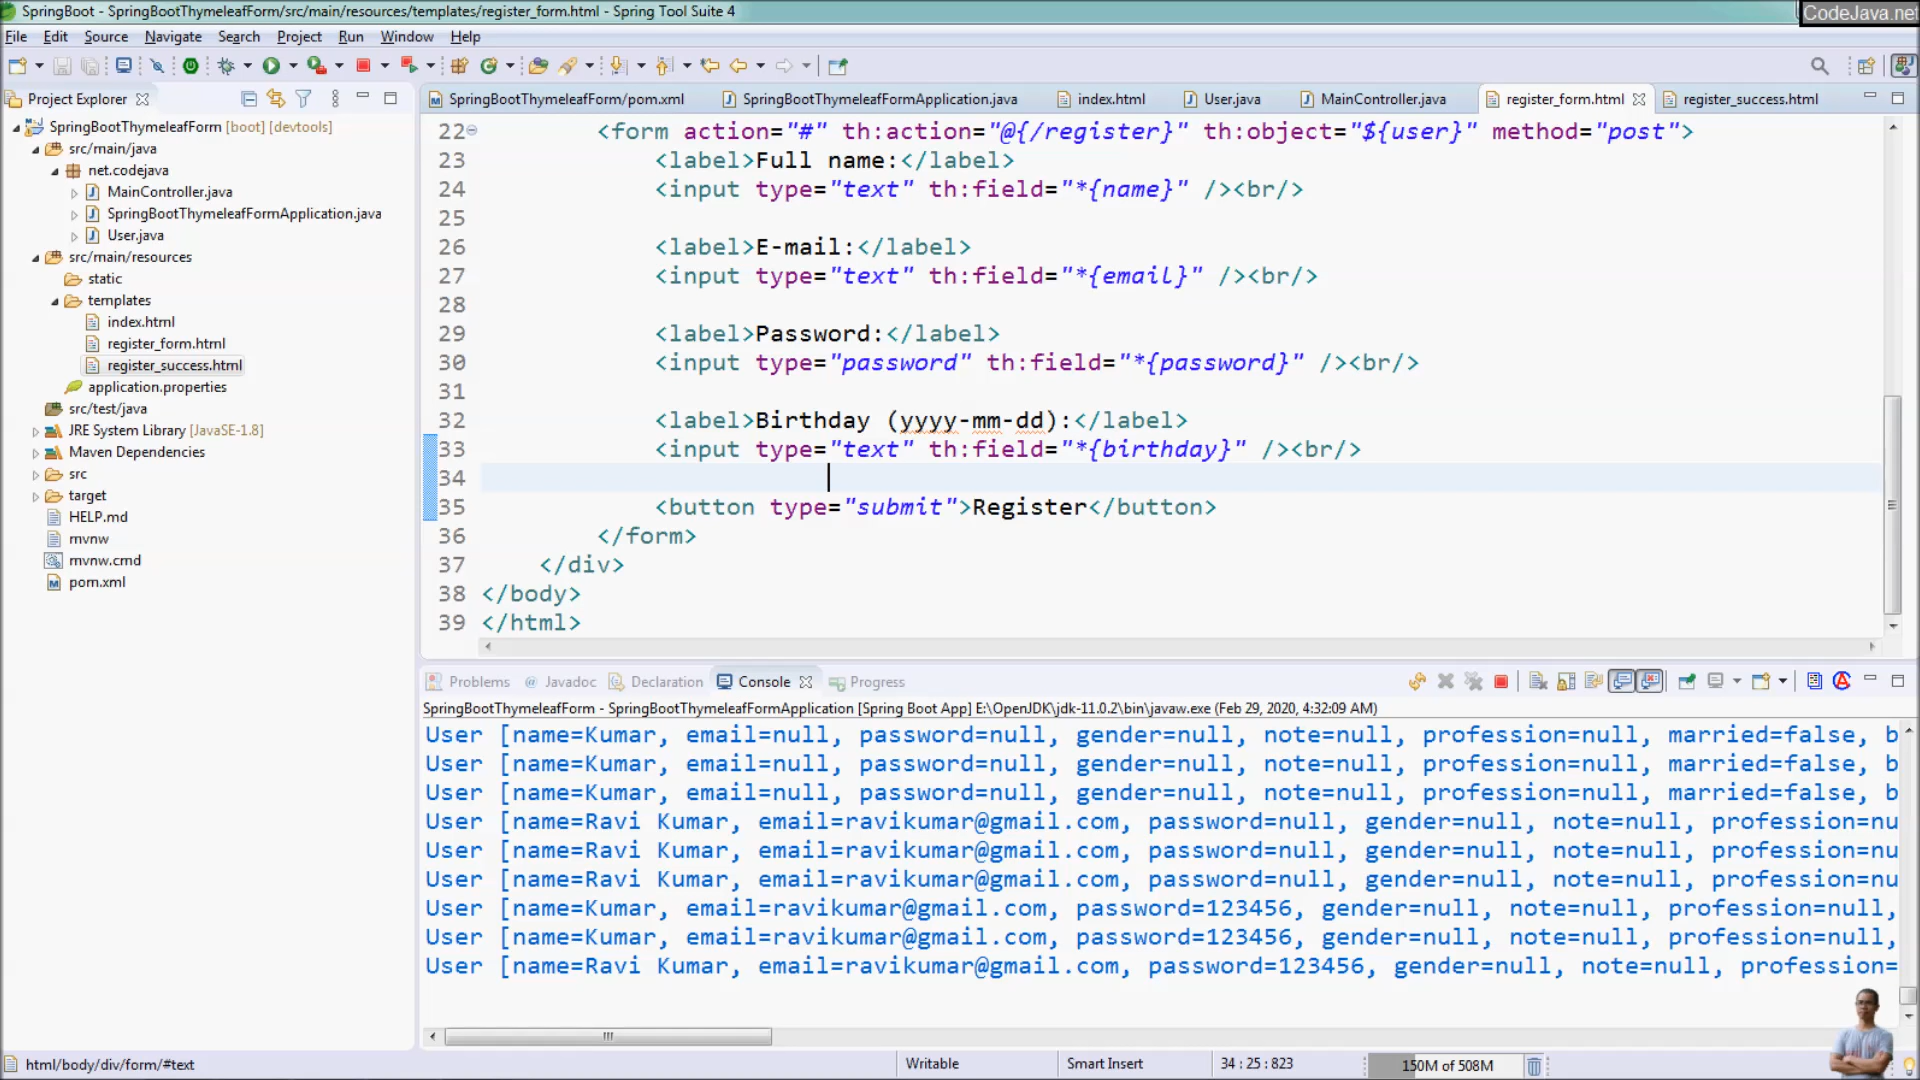 SpringBoot - SpringBootThymeleafForm/src/main/resources/templates/register_form.html - Spring Tool Suite 4
CodeJava.net
File Edit Source Navigate Search Project Run Window Help
Project Explorer
SpringBootThymeleafForm/pom.xml SpringBootThymeleafFormApplication.java index.html User.java MainController.java register_form.html register_success.html
SpringBootThymeleafForm [boot] [devtools]
src/main/java
net.codejava
MainController.java
SpringBootThymeleafFormApplication.java
User.java
src/main/resources
static
templates
index.html
register_form.html
register_success.html
application.properties
src/test/java
JRE System Library [JavaSE-1.8]
Maven Dependencies
src
target
HELP.md
mvnw
mvnw.cmd
pom.xml
22 <form action="#" th:action="@{/register}" th:object="${user}" method="post">
23 <label>Full name:</label>
24 <input type="text" th:field="*{name}" /><br/>
25
26 <label>E-mail:</label>
27 <input type="text" th:field="*{email}" /><br/>
28
29 <label>Password:</label>
30 <input type="password" th:field="*{password}" /><br/>
31
32 <label>Birthday (yyyy-mm-dd):</label>
33 <input type="text" th:field="*{birthday}" /><br/>
34
35 <button type="submit">Register</button>
36 </form>
37 </div>
38 </body>
39 </html>
Problems @ Javadoc Declaration Console Progress
SpringBootThymeleafForm - SpringBootThymeleafFormApplication [Spring Boot App] E:\OpenJDK\jdk-11.0.2\bin\javaw.exe (Feb 29, 2020, 4:32:09 AM)
User [name=Kumar, email=null, password=null, gender=null, note=null, profession=null, married=false, b
User [name=Kumar, email=null, password=null, gender=null, note=null, profession=null, married=false, b
User [name=Kumar, email=null, password=null, gender=null, note=null, profession=null, married=false, b
User [name=Ravi Kumar, email=ravikumar@gmail.com, password=null, gender=null, note=null, profession=nu
User [name=Ravi Kumar, email=ravikumar@gmail.com, password=null, gender=null, note=null, profession=nu
User [name=Ravi Kumar, email=ravikumar@gmail.com, password=null, gender=null, note=null, profession=nu
User [name=Kumar, email=ravikumar@gmail.com, password=123456, gender=null, note=null, profession=null,
User [name=Kumar, email=ravikumar@gmail.com, password=123456, gender=null, note=null, profession=null,
User [name=Ravi Kumar, email=ravikumar@gmail.com, password=123456, gender=null, note=null, profession=
html/body/div/form/#text Writable Smart Insert 34 : 25 : 823 150M of 508M